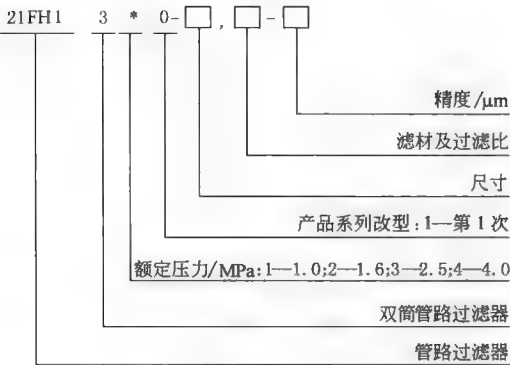 21FH1 3 * 0-□,□-□
精度/μm
滤材及过滤比
尺寸
产品系列改型:1—第1次
额定压力/MPa:1—1.0;2—1.6;3—2.5;4—4.0
双筒管路过滤器
管路过滤器